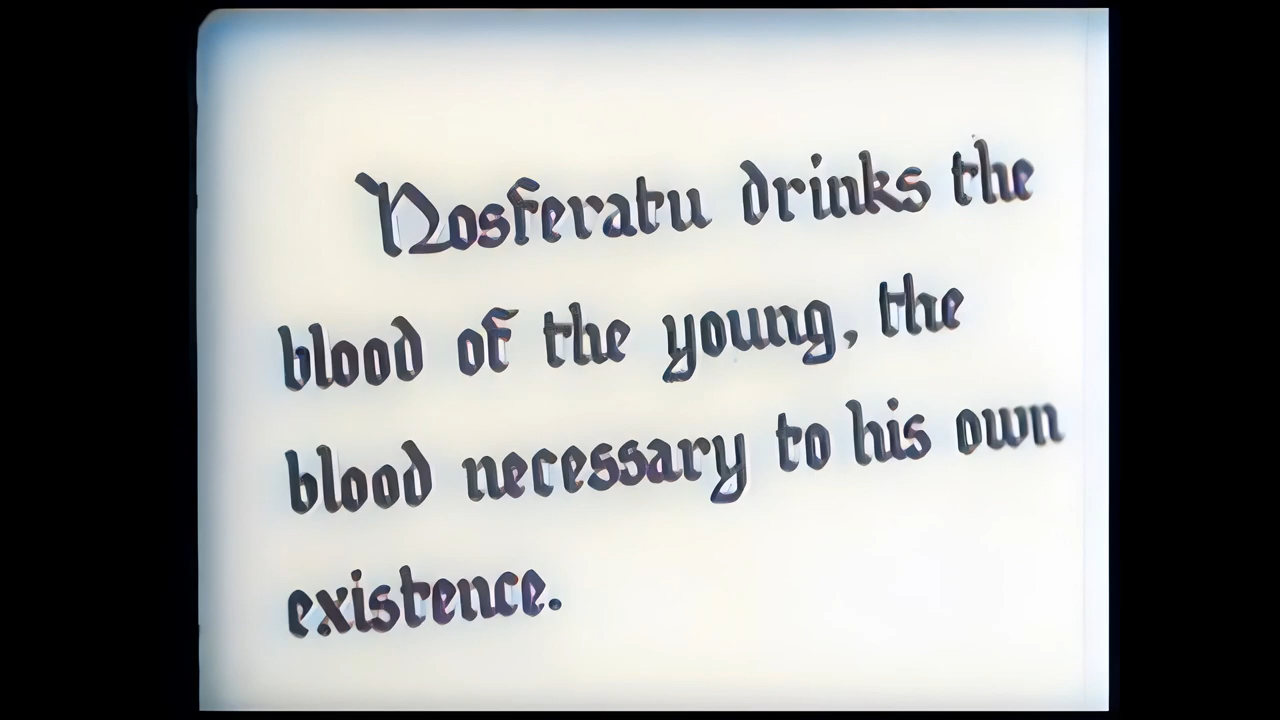 Nosferatu drinks the
blood of the young, the
blood necessary to his own
existence.